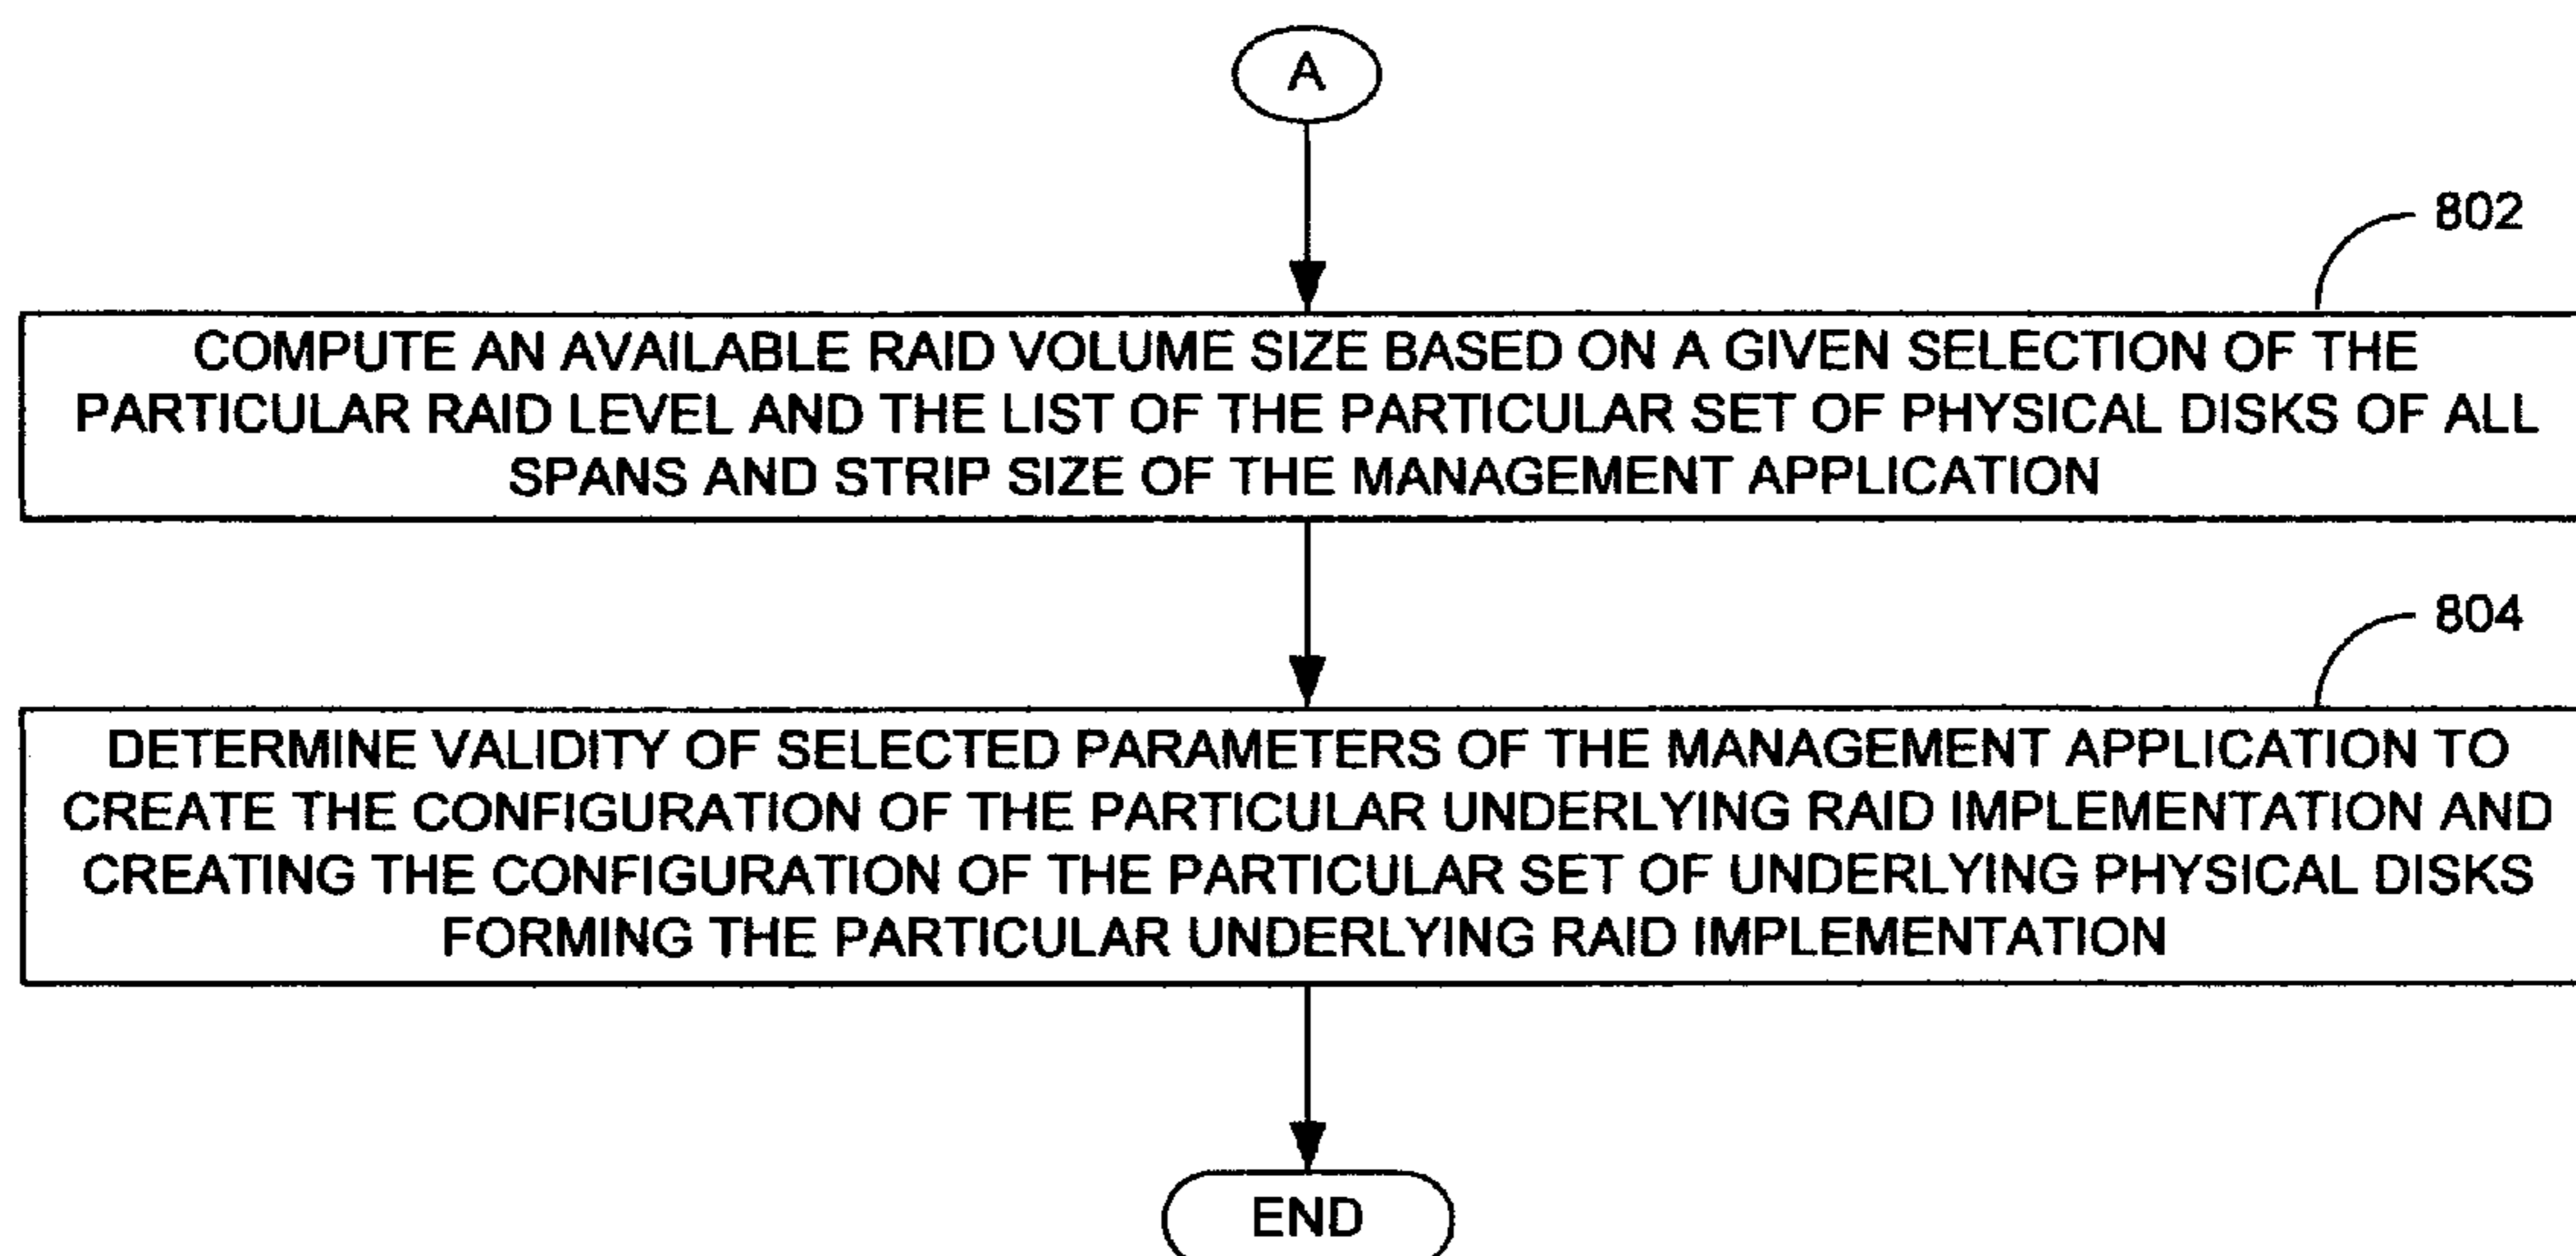 A
802
COMPUTE AN AVAILABLE RAID VOLUME SIZE BASED ON A GIVEN SELECTION OF THE
PARTICULAR RAID LEVEL AND THE LIST OF THE PARTICULAR SET OF PHYSICAL DISKS OF ALL
SPANS AND STRIP SIZE OF THE MANAGEMENT APPLICATION
804
DETERMINE VALIDITY OF SELECTED PARAMETERS OF THE MANAGEMENT APPLICATION TO
CREATE THE CONFIGURATION OF THE PARTICULAR UNDERLYING RAID IMPLEMENTATION AND
CREATING THE CONFIGURATION OF THE PARTICULAR SET OF UNDERLYING PHYSICAL DISKS
FORMING THE PARTICULAR UNDERLYING RAID IMPLEMENTATION
END